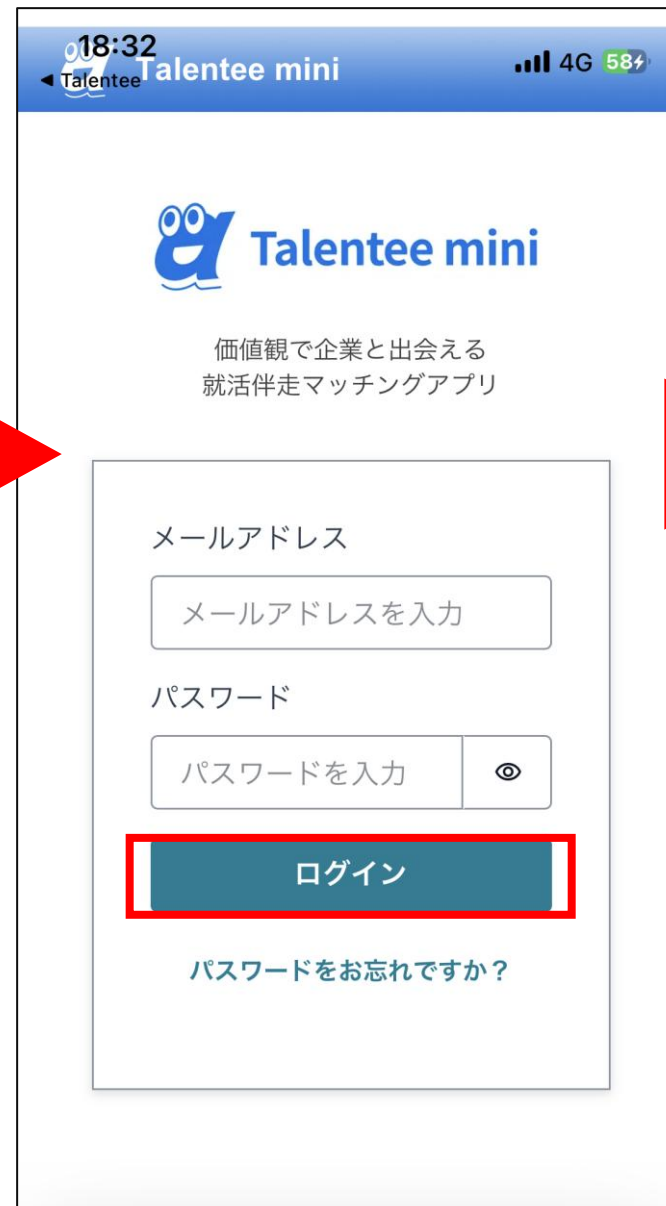 18:32
Talentee
Talentee mini
4G 58
Talentee mini
価値観で企業と出会える
就活伴走マッチングアプリ
メールアドレス
メールアドレスを入力
パスワード
パスワードを入力
ログイン
パスワードをお忘れですか？